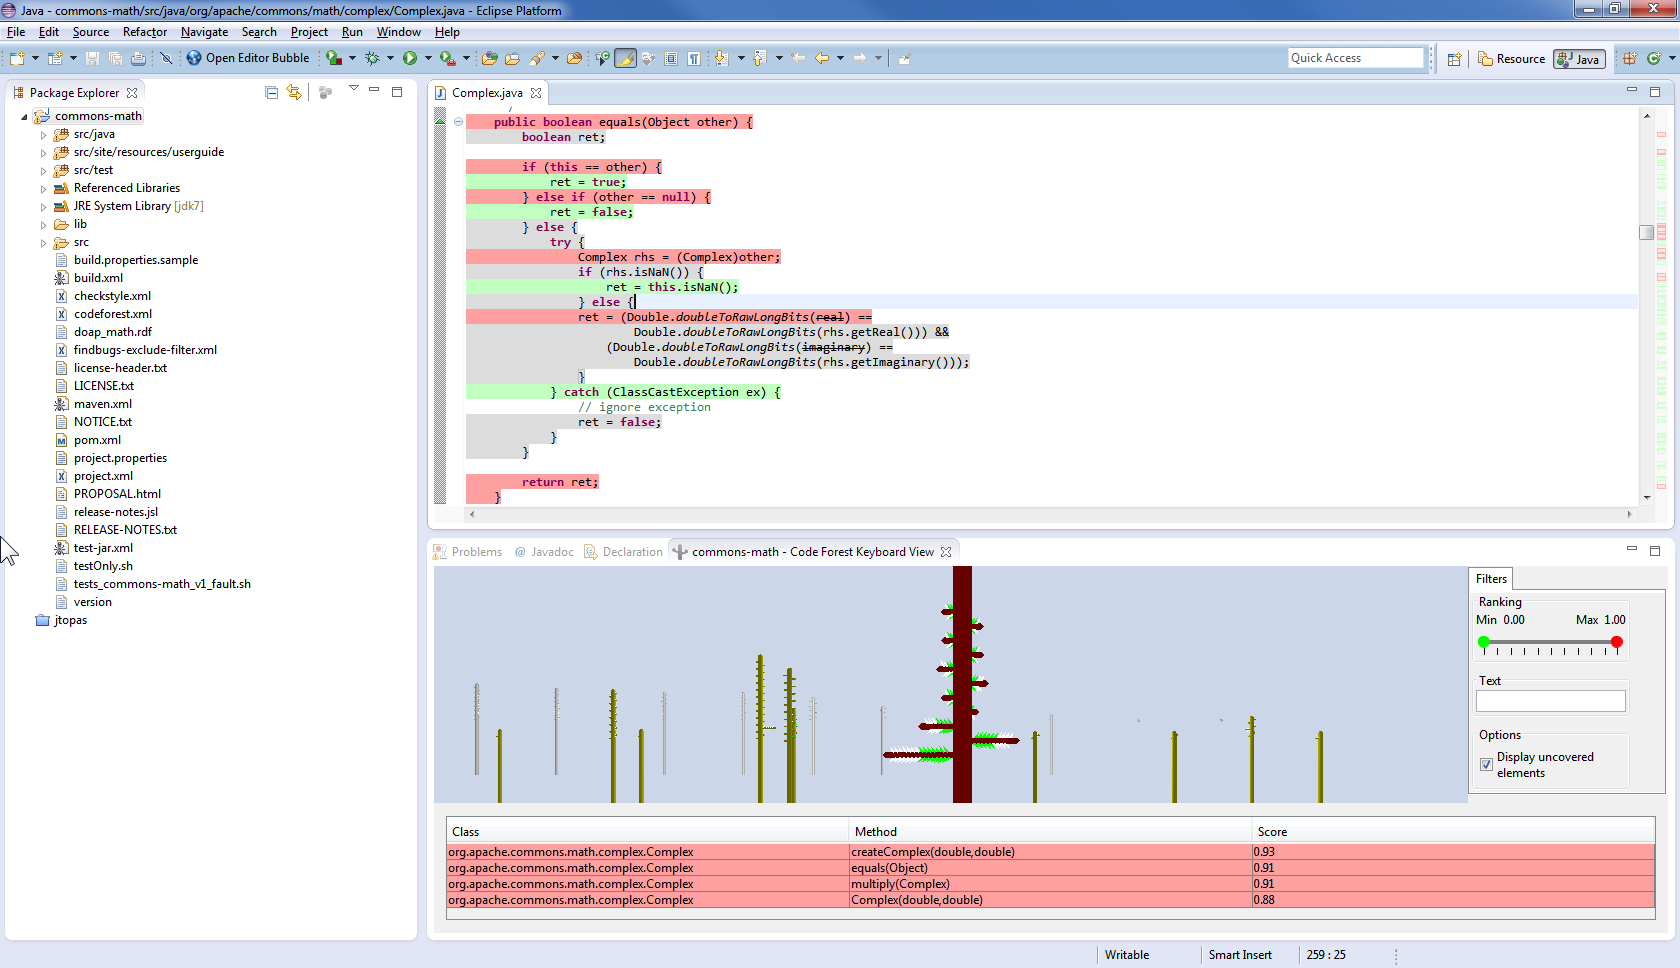 Java - commons-math/src/java/org/apache/commons/math/complex/Complex.java - Eclipse Platform
File Edit Source Refactor Navigate Search Project Run Window Help
Open Editor Bubble
Quick Access
Resource
Java
Package Explorer
commons-math
src/java
src/site/resources/userguide
src/test
Referenced Libraries
JRE System Library [jdk7]
lib
src
build.properties.sample
build.xml
checkstyle.xml
codeforest.xml
doap_math.rdf
findbugs-exclude-filter.xml
license-header.txt
LICENSE.txt
maven.xml
NOTICE.txt
pom.xml
project.properties
project.xml
PROPOSAL.html
release-notes.jsl
RELEASE-NOTES.txt
test-jar.xml
testOnly.sh
tests_commons-math_v1_fault.sh
version
jtopas
Complex.java
public boolean equals(Object other) {
boolean ret;
if (this == other) {
ret = true;
} else if (other == null) {
ret = false;
} else {
try {
Complex rhs = (Complex)other;
if (rhs.isNaN()) {
ret = this.isNaN();
} else {
ret = (Double.doubleToRawLongBits(real) ==
Double.doubleToRawLongBits(rhs.getReal())) &&
(Double.doubleToRawLongBits(imaginary) ==
Double.doubleToRawLongBits(rhs.getImaginary()));
}
} catch (ClassCastException ex) {
// ignore exception
ret = false;
}
}
return ret;
}
Problems
@ Javadoc
Declaration
commons-math - Code Forest Keyboard View
Filters
Ranking
Min 0.00 Max 1.00
Text
Options
Display uncovered
elements
Class Method Score
org.apache.commons.math.complex.Complex createComplex(double,double) 0.93
org.apache.commons.math.complex.Complex equals(Object) 0.91
org.apache.commons.math.complex.Complex multiply(Complex) 0.91
org.apache.commons.math.complex.Complex Complex(double,double) 0.88
Writable
Smart Insert
259 : 25